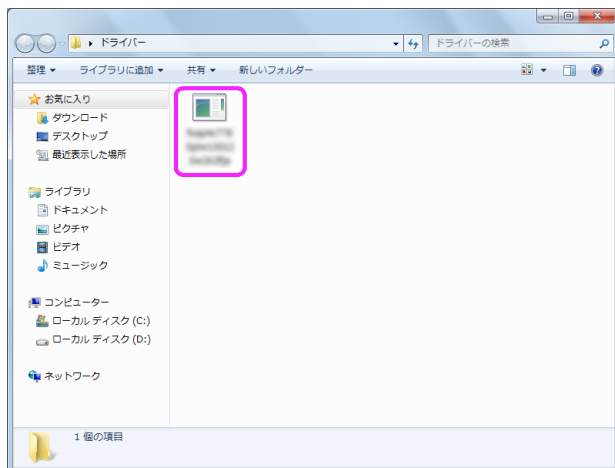 ドライバー
ドライバーの検索
整理 ライブラリに追加 共有 新しいフォルダー
お気に入り
ダウンロード
デスクトップ
最近表示した場所
ライブラリ
ドキュメント
ピクチャ
ビデオ
ミュージック
コンピューター
ローカル ディスク (C:)
ローカル ディスク (D:)
ネットワーク
1 個の項目